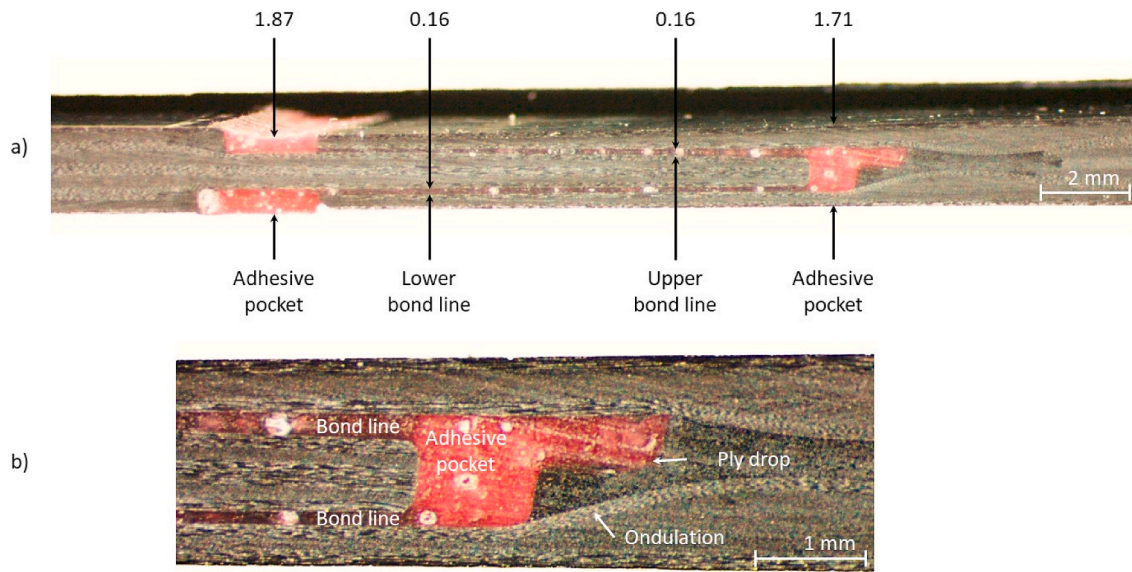 1.87
0.16
0.16
1.71
a)
2 mm
Adhesive
pocket
Lower
bond line
Upper
bond line
Adhesive
pocket
b)
Bond line
Adhesive
pocket
Ply drop
Bond line
Ondulation
1 mm